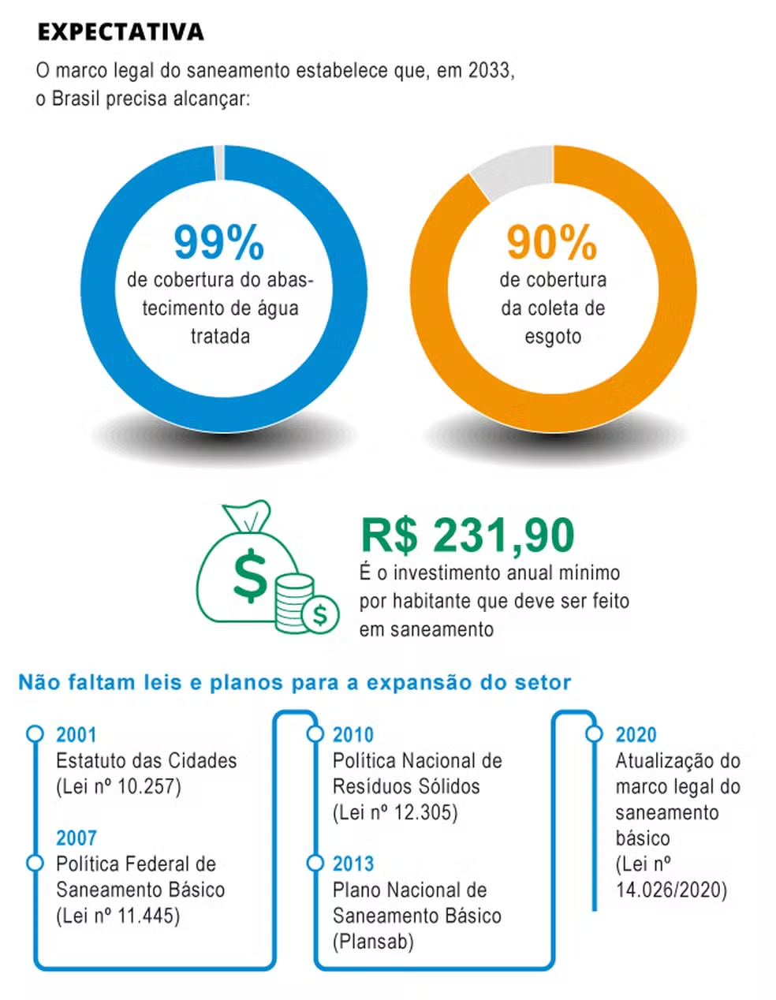 EXPECTATIVA
O marco legal do saneamento estabelece que, em 2033,
o Brasil precisa alcançar:
99%
de cobertura do abas-
tecimento de água
tratada
90%
de cobertura
da coleta de
esgoto
$
$
R$ 231,90
É o investimento anual mínimo
por habitante que deve ser feito
em saneamento
Não faltam leis e planos para a expansão do setor
2001
Estatuto das Cidades
(Lei nº 10.257)
2007
Política Federal de
Saneamento Básico
(Lei nº 11.445)
2010
Política Nacional de
Resíduos Sólidos
(Lei nº 12.305)
2013
Plano Nacional de
Saneamento Básico
(Plansab)
2020
Atualização do
marco legal do
saneamento
básico
(Lei nº
14.026/2020)